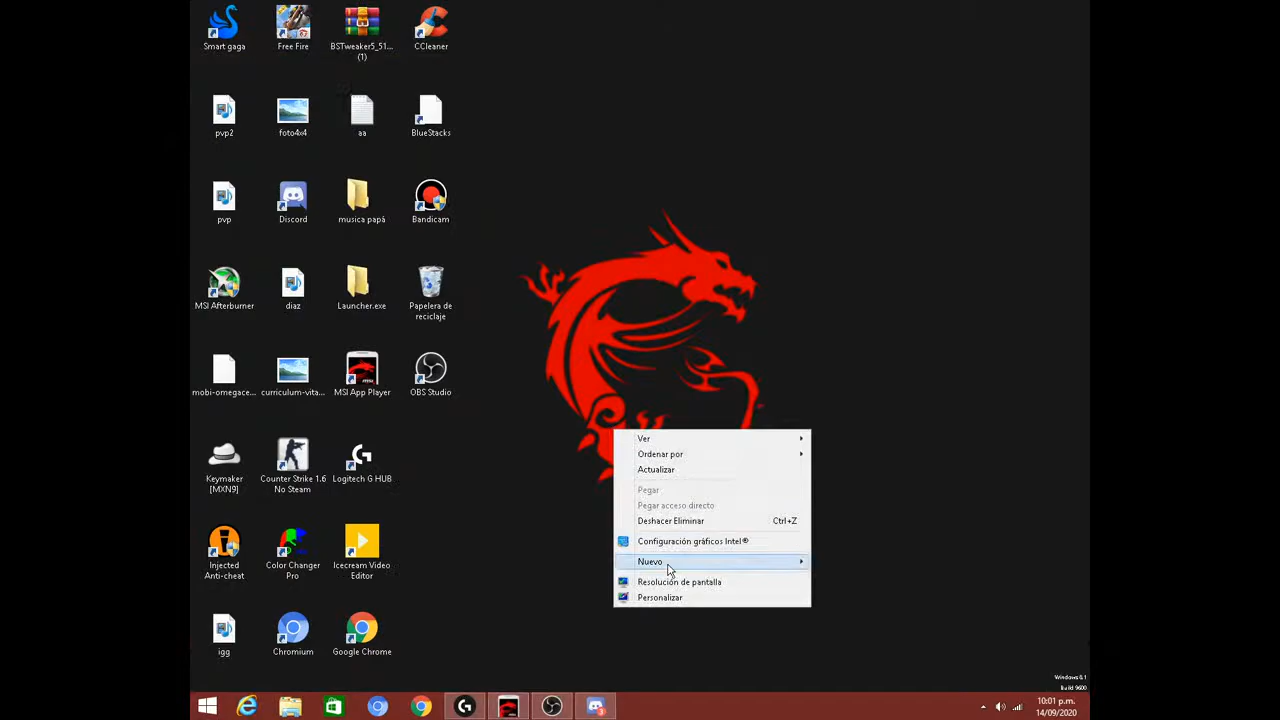 Smart gaga
Free Fire
BSTweaker5_51...
(1)
CCleaner
pvp2
foto4x4
aa
BlueStacks
pvp
Discord
musica papá
Bandicam
MSI Afterburner
diaz
Launcher.exe
Papelera de
reciclaje
mobi-omegace...
curriculum-vita...
MSI App Player
OBS Studio
Keymaker
[MXN9]
Counter Strike 1.6
No Steam
Logitech G HUB
Injected
Anti-cheat
Color Changer
Pro
Icecream Video
Editor
igg
Chromium
Google Chrome
Ver
Ordenar por
Actualizar
Pegar
Pegar acceso directo
Deshacer Eliminar Ctrl+Z
Configuración gráficos Intel®
Nuevo
Resolución de pantalla
Personalizar
Windows 8.1
Build 9600
10:01 p.m.
14/09/2020